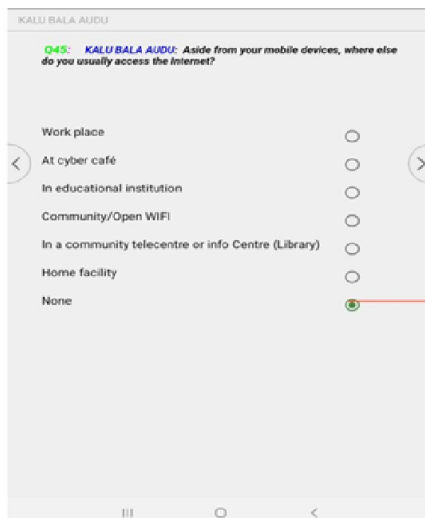 KALU BALA AUDU
Q45: KALU BALA AUDU: Aside from your mobile devices, where else
do you usually access the Internet?
Work place
At cyber café
In educational institution
Community/Open WIFI
In a community telecentre or info Centre (Library)
Home facility
None